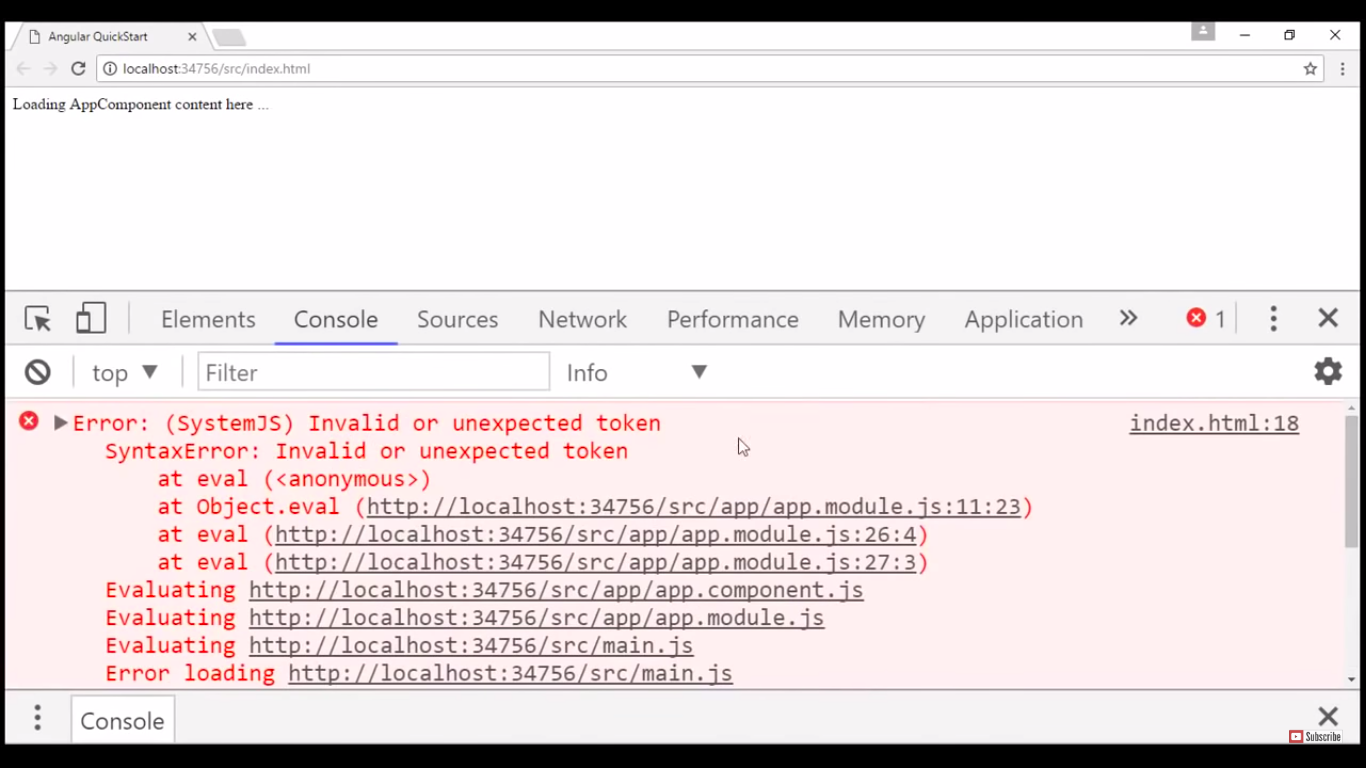 Angular QuickStart
localhost:34756/src/index.html
Loading AppComponent content here ...
Elements Console Sources Network Performance Memory Application 1
top Filter Info
Error: (SystemJS) Invalid or unexpected token index.html:18
SyntaxError: Invalid or unexpected token
at eval (<anonymous>)
at Object.eval (http://localhost:34756/src/app/app.module.js:11:23)
at eval (http://localhost:34756/src/app/app.module.js:26:4)
at eval (http://localhost:34756/src/app/app.module.js:27:3)
Evaluating http://localhost:34756/src/app/app.component.js
Evaluating http://localhost:34756/src/app/app.module.js
Evaluating http://localhost:34756/src/main.js
Error loading http://localhost:34756/src/main.js
Console
Subscribe